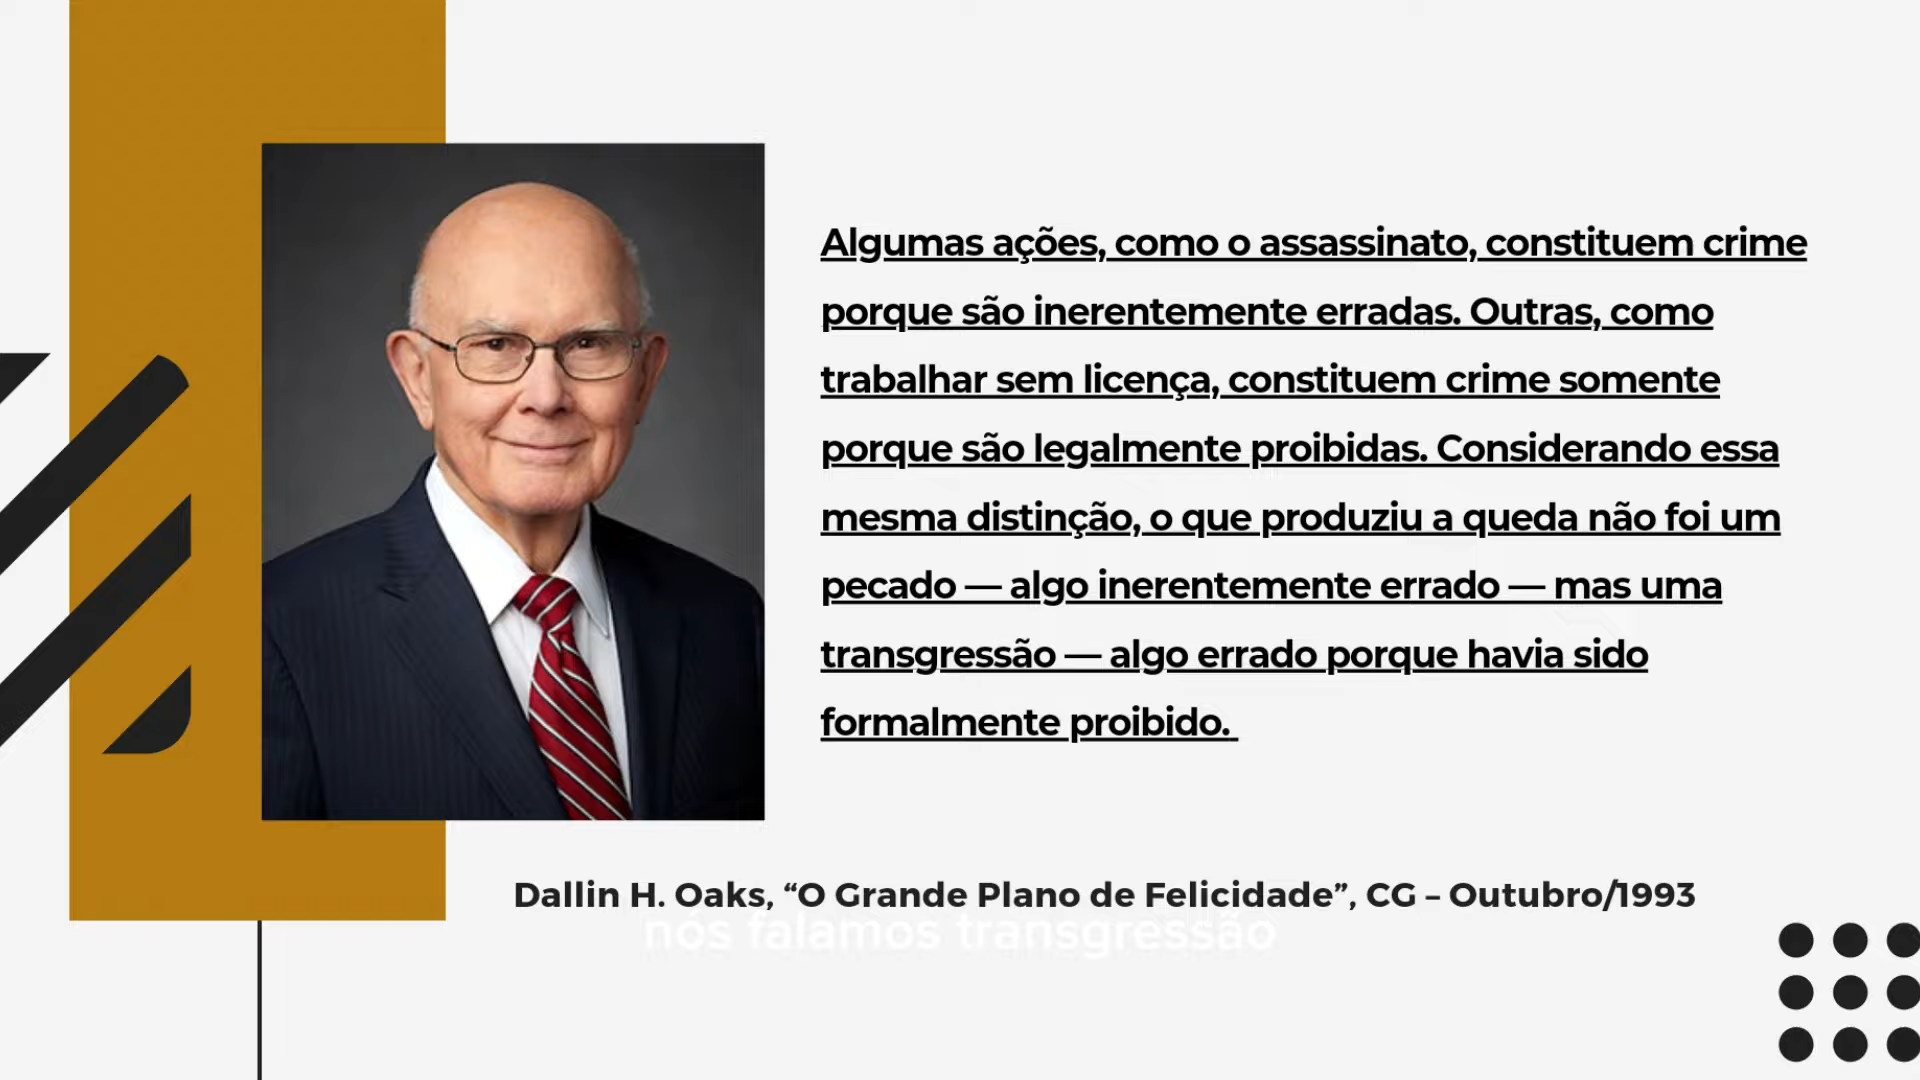 Algumas ações, como o assassinato, constituem crime
porque são inerentemente erradas. Outras, como
trabalhar sem licença, constituem crime somente
porque são legalmente proibidas. Considerando essa
mesma distinção, o que produziu a queda não foi um
pecado — algo inerentemente errado — mas uma
transgressão — algo errado porque havia sido
formalmente proibido.
Dallin H. Oaks, “O Grande Plano de Felicidade”, CG – Outubro/1993
nós falamos transgressão